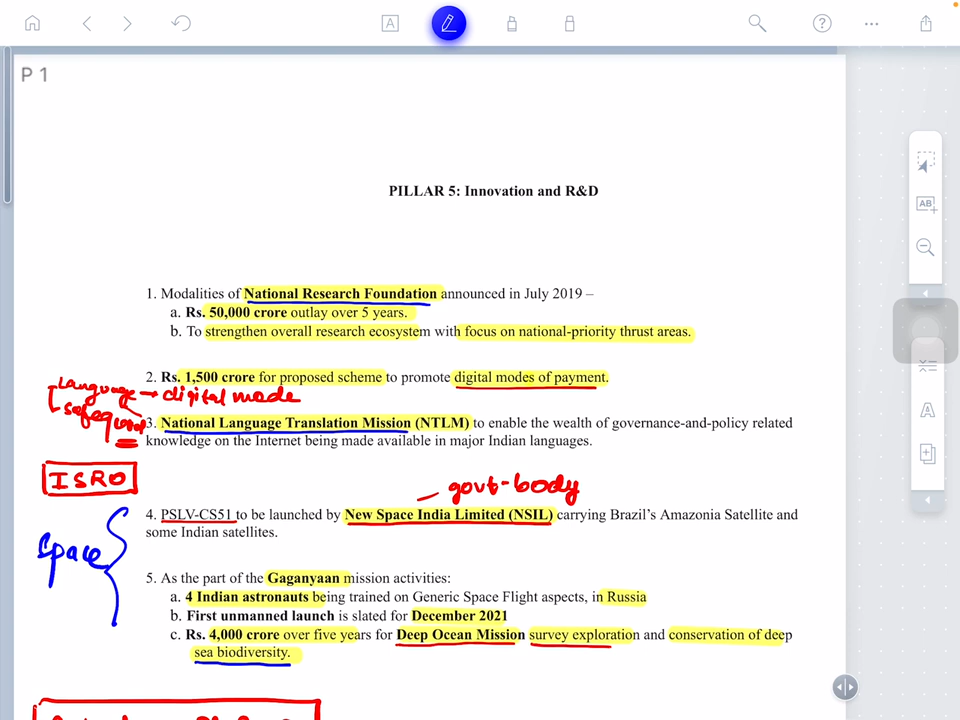 A
?
P 1
AB
PILLAR 5: Innovation and R&D
1. Modalities of National Research Foundation announced in July 2019 –
a. Rs. 50,000 crore outlay over 5 years.
b. To strengthen overall research ecosystem with focus on national-priority thrust areas.
2. Rs. 1,500 crore for proposed scheme to promote digital modes of payment.
Language → digital mode
safeguard
3. National Language Translation Mission (NTLM) to enable the wealth of governance-and-policy related
knowledge on the Internet being made available in major Indian languages.
A
ISRO
govt-body
4. PSLV-CS51 to be launched by New Space India Limited (NSIL) carrying Brazil's Amazonia Satellite and
some Indian satellites.
Space
5. As the part of the Gaganyaan mission activities:
a. 4 Indian astronauts being trained on Generic Space Flight aspects, in Russia
b. First unmanned launch is slated for December 2021
c. Rs. 4,000 crore over five years for Deep Ocean Mission survey exploration and conservation of deep
sea biodiversity.